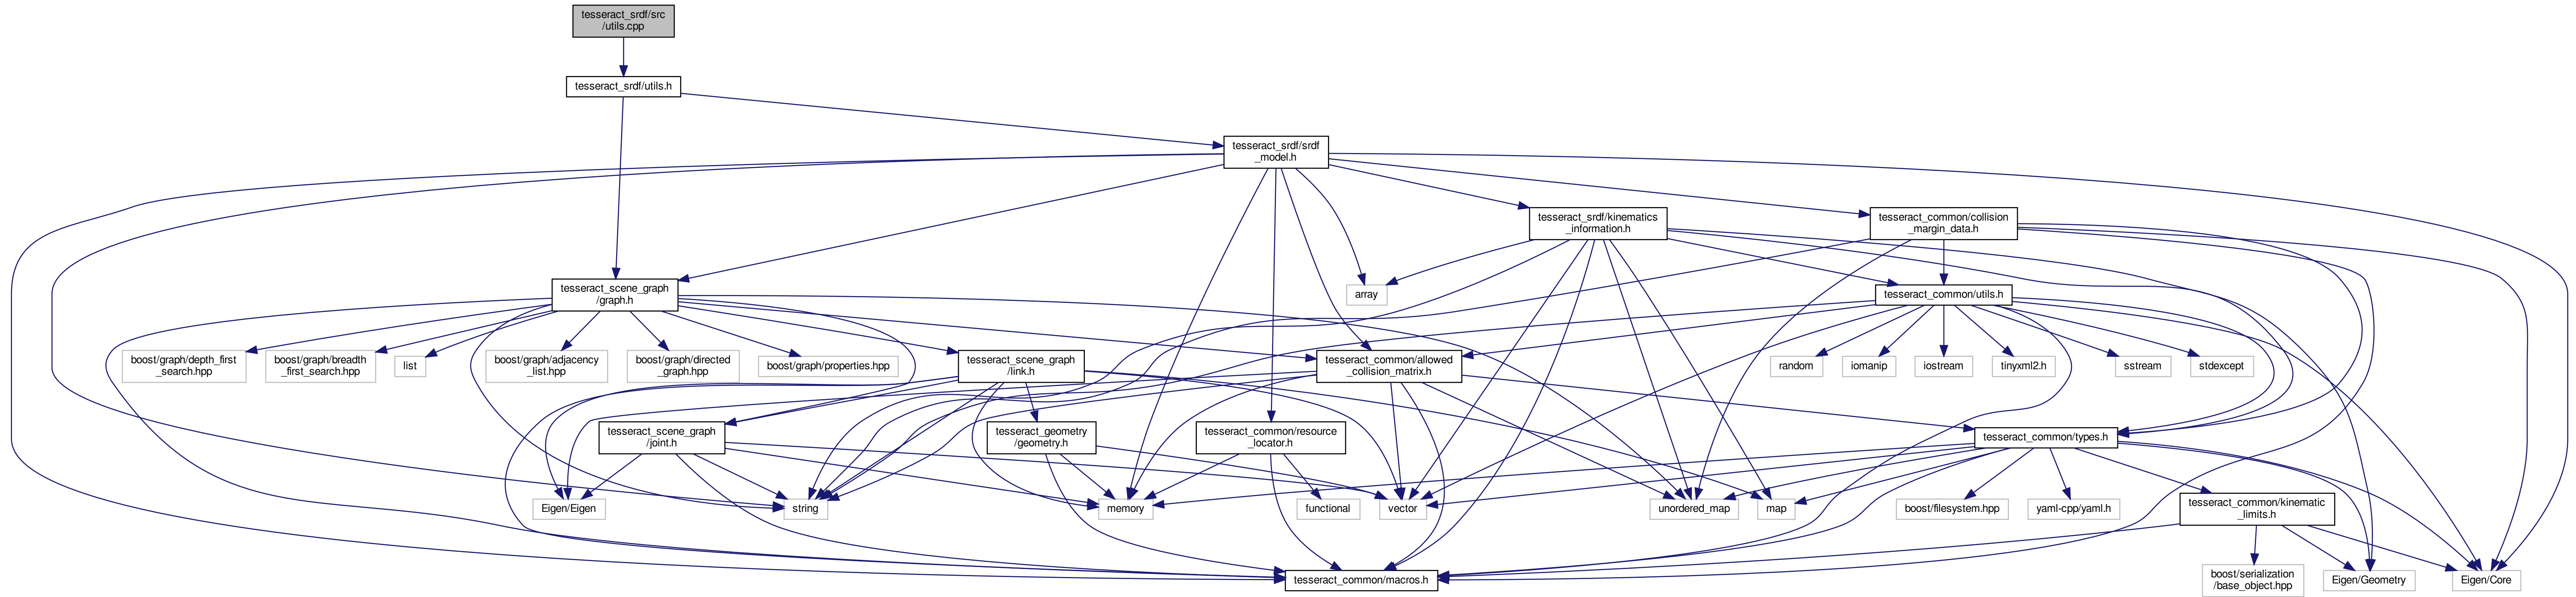 tesseract_srdf/src
/utils.cpp
tesseract_srdf/utils.h
tesseract_srdf/srdf
_model.h
tesseract_srdf/kinematics
_information.h
tesseract_common/collision
_margin_data.h
tesseract_scene_graph
/graph.h
array
tesseract_common/utils.h
boost/graph/depth_first
_search.hpp
boost/graph/breadth
_first_search.hpp
list
boost/graph/adjacency
_list.hpp
boost/graph/directed
_graph.hpp
boost/graph/properties.hpp
tesseract_scene_graph
/link.h
tesseract_common/allowed
_collision_matrix.h
random
iomanip
iostream
tinyxml2.h
sstream
stdexcept
tesseract_scene_graph
/joint.h
tesseract_geometry
/geometry.h
tesseract_common/resource
_locator.h
tesseract_common/types.h
Eigen/Eigen
string
memory
functional
vector
unordered_map
map
boost/filesystem.hpp
yaml-cpp/yaml.h
tesseract_common/kinematic
_limits.h
tesseract_common/macros.h
boost/serialization
/base_object.hpp
Eigen/Geometry
Eigen/Core